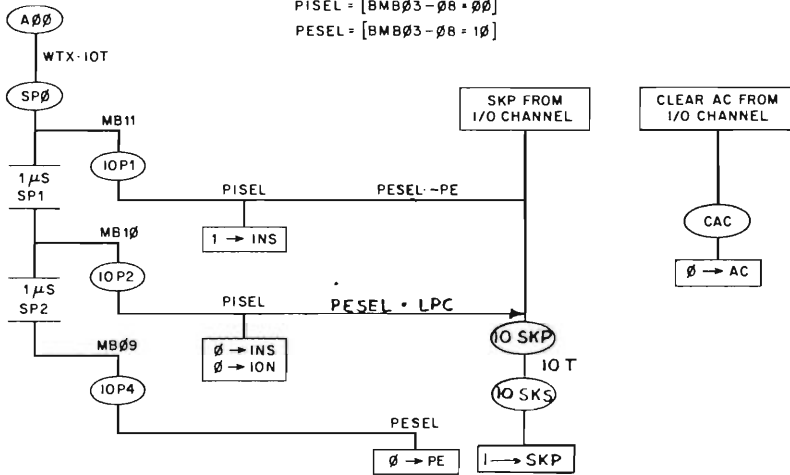 PISEL = [BMBØ3-Ø8 = ØØ]
PESEL = [BMBØ3-Ø8 = 1Ø]
AØØ
WTX·IOT
SPØ
SKP FROM
I/O CHANNEL
CLEAR AC FROM
I/O CHANNEL
MB11
IOP1
1 µS
SP1
PISEL
PESEL·~PE
1 → INS
CAC
Ø → AC
MB1Ø
IOP2
1 µS
SP2
PISEL
PESEL · LPC
Ø → INS
Ø → ION
IO SKP
IO T
MBØ9
IOP4
IO SKS
PESEL
Ø → PE
1 → SKP